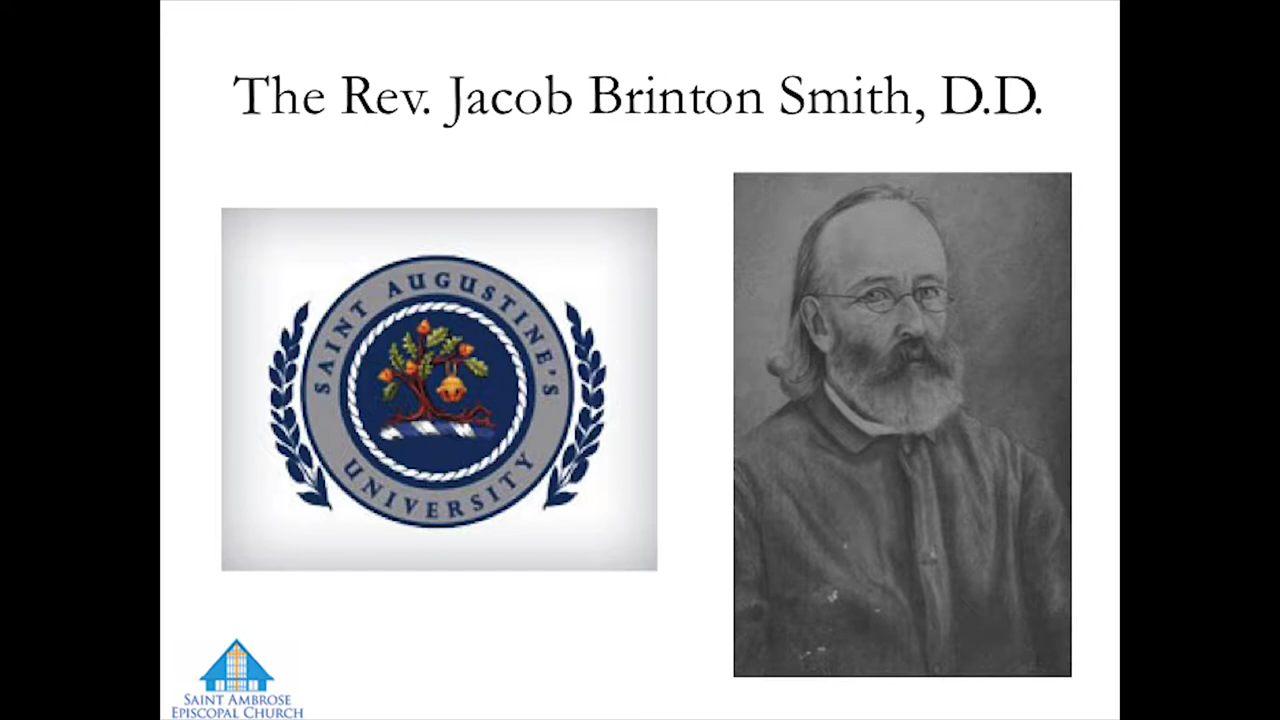 The Rev. Jacob Brinton Smith, D.D.
SAINT AUGUSTINE'S
UNIVERSITY
SAINT AMBROSE
EPISCOPAL CHURCH